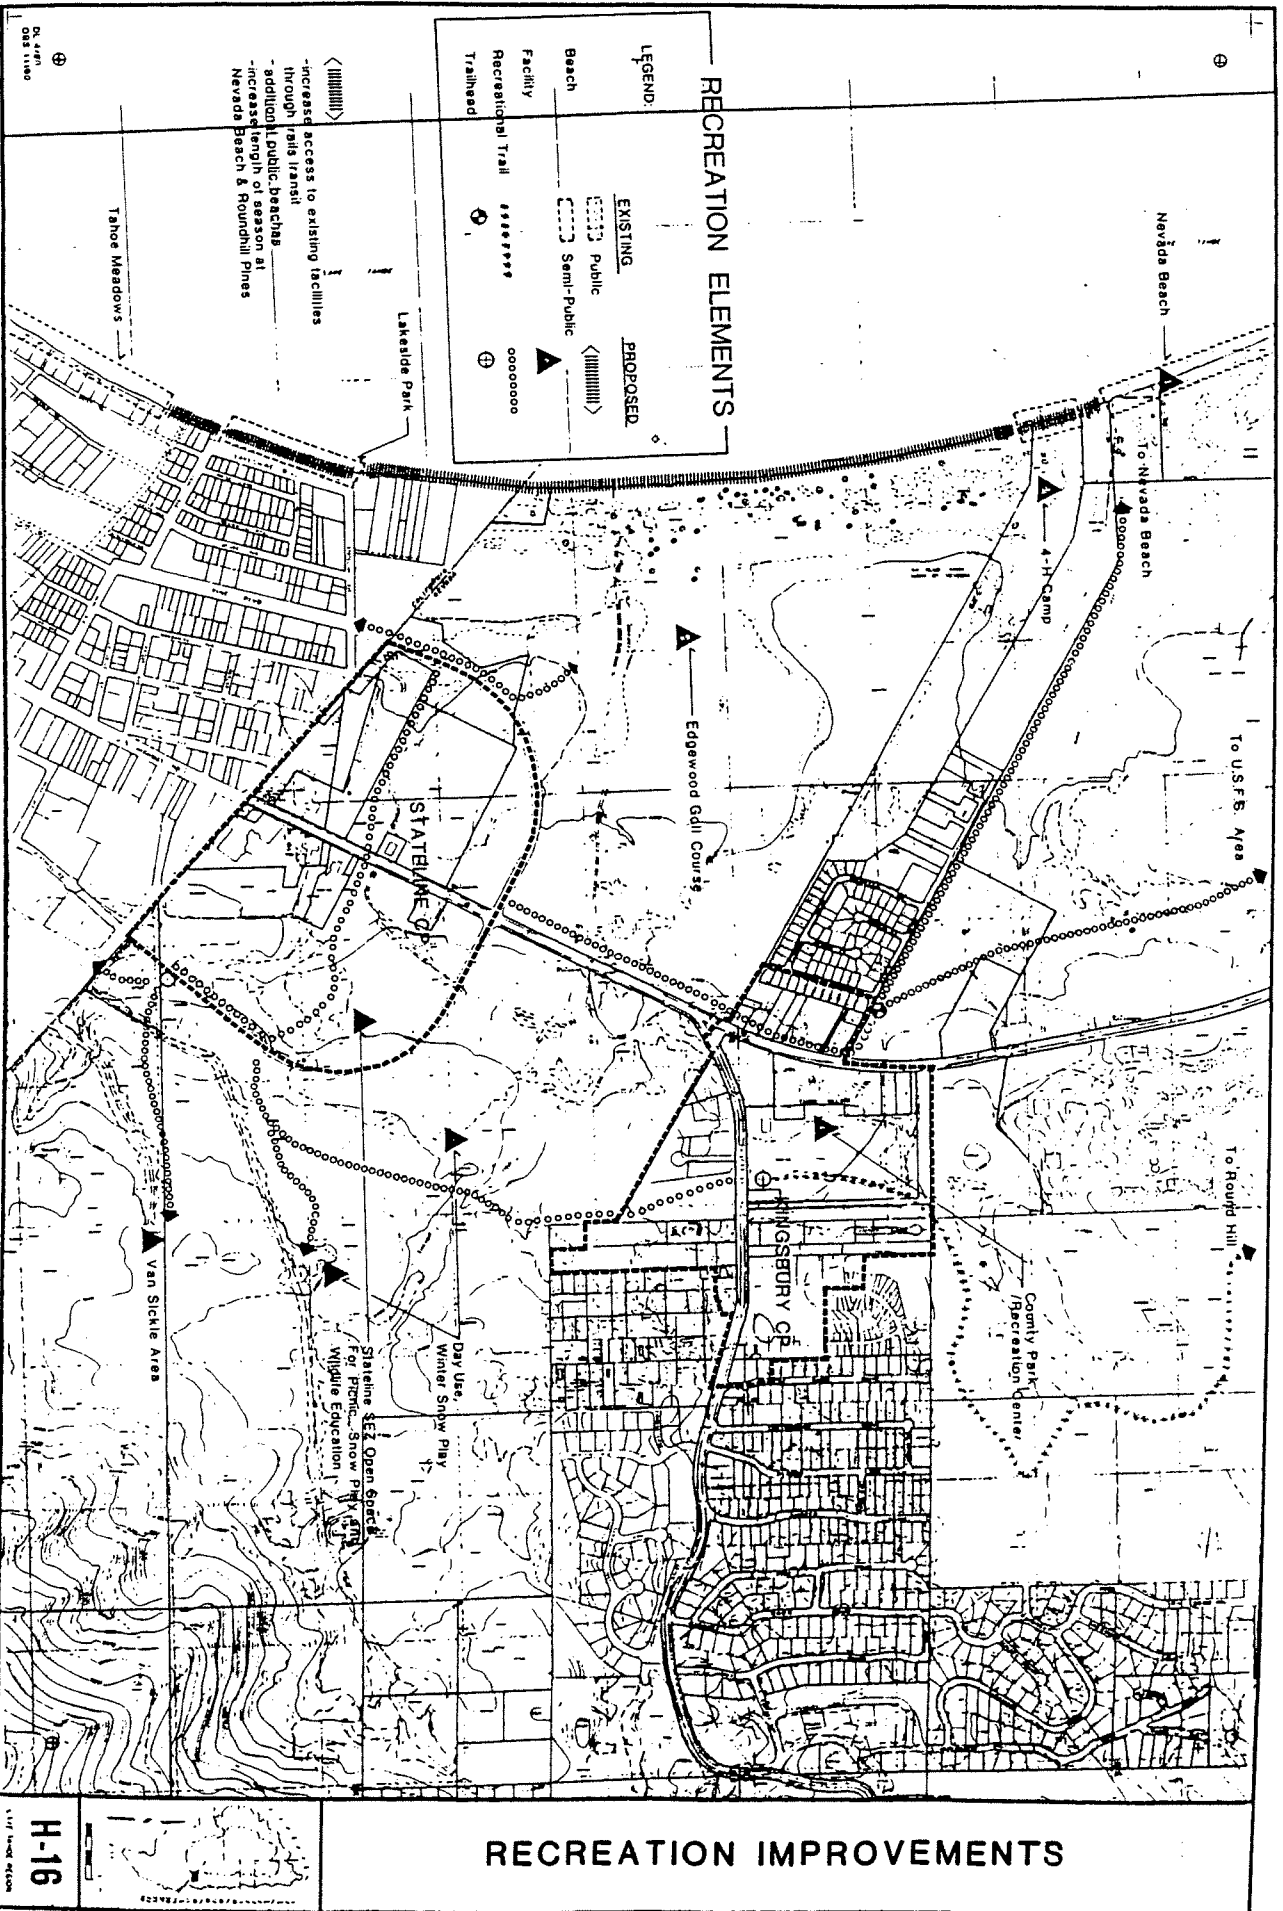 RECREATION ELEMENTS
LEGEND:
EXISTING
PROPOSED
Beach
Public
Semi-Public
Facility
Recreational Trail
Trailhead
-increase access to existing facilities
through trails transit
-additional public beaches
-increase length of season at
Nevada Beach & Roundhill Pines
Tahoe Meadows
Lakeside Park
Nevada Beach
To Nevada Beach
4-H Camp
To U.S.F.S. Area
Edgewood Golf Course
STATELINE CP
To Round Hill
KINGSBURY CP
County Park
/Recreation Center
Van Sickle Area
Day Use,
Winter Snow Play
Stateline SEZ Open Space
For Picnic, Snow Play and
Wildlife Education
RECREATION IMPROVEMENTS
H-16